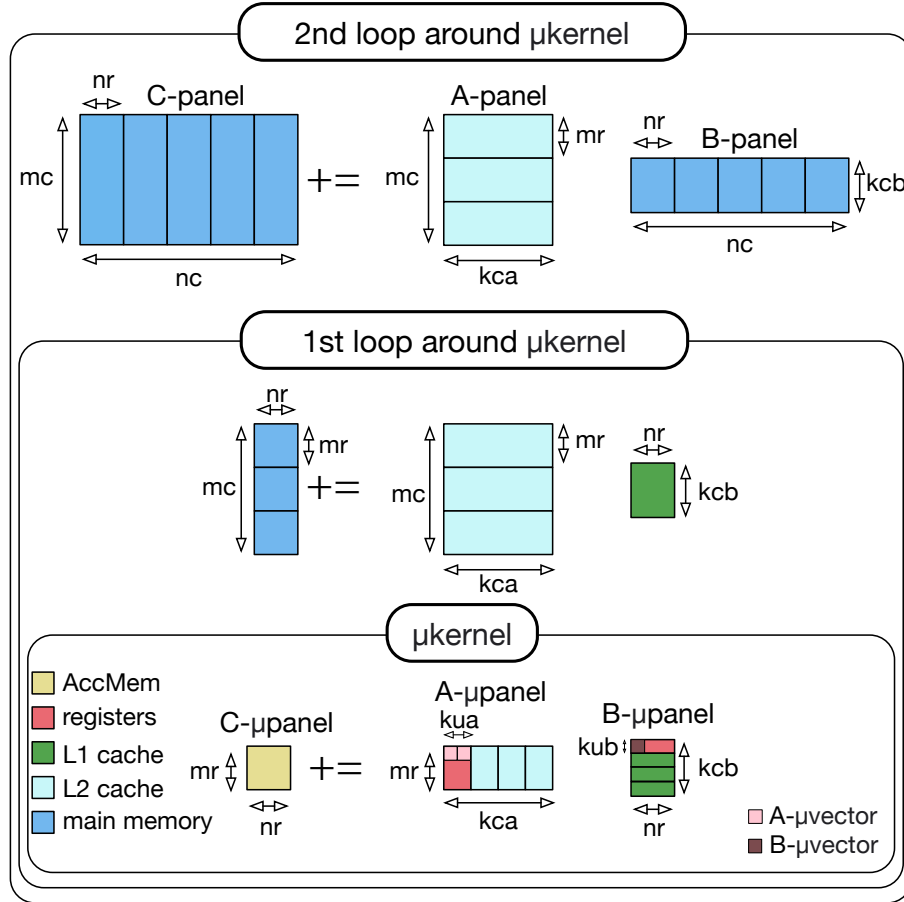 2nd loop around µkernel
nr
C-panel
mc
nc
+=
A-panel
mr
mc
kca
nr
B-panel
kcb
nc
1st loop around µkernel
nr
mr
mc
+=
mr
mc
kca
nr
kcb
µkernel
AccMem
registers
L1 cache
L2 cache
main memory
C-µpanel
mr
nr
+=
A-µpanel
kua
mr
kca
B-µpanel
kub
kcb
nr
A-µvector
B-µvector